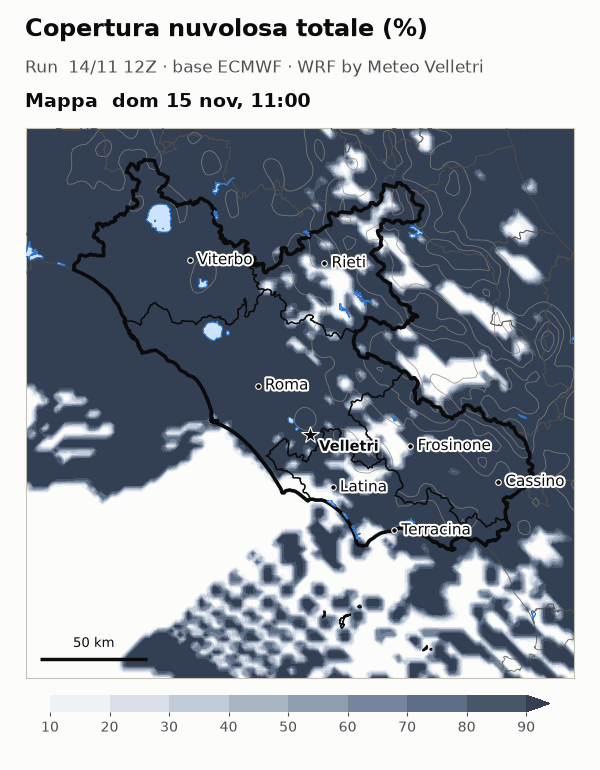 Copertura nuvolosa totale (%)
Run  14/11 12Z · base ECMWF · WRF by Meteo Velletri
Mappa  dom 15 nov, 11:00
Viterbo
Rieti
Roma
Velletri
Frosinone
Latina
Cassino
Terracina
50 km
10 20 30 40 50 60 70 80 90